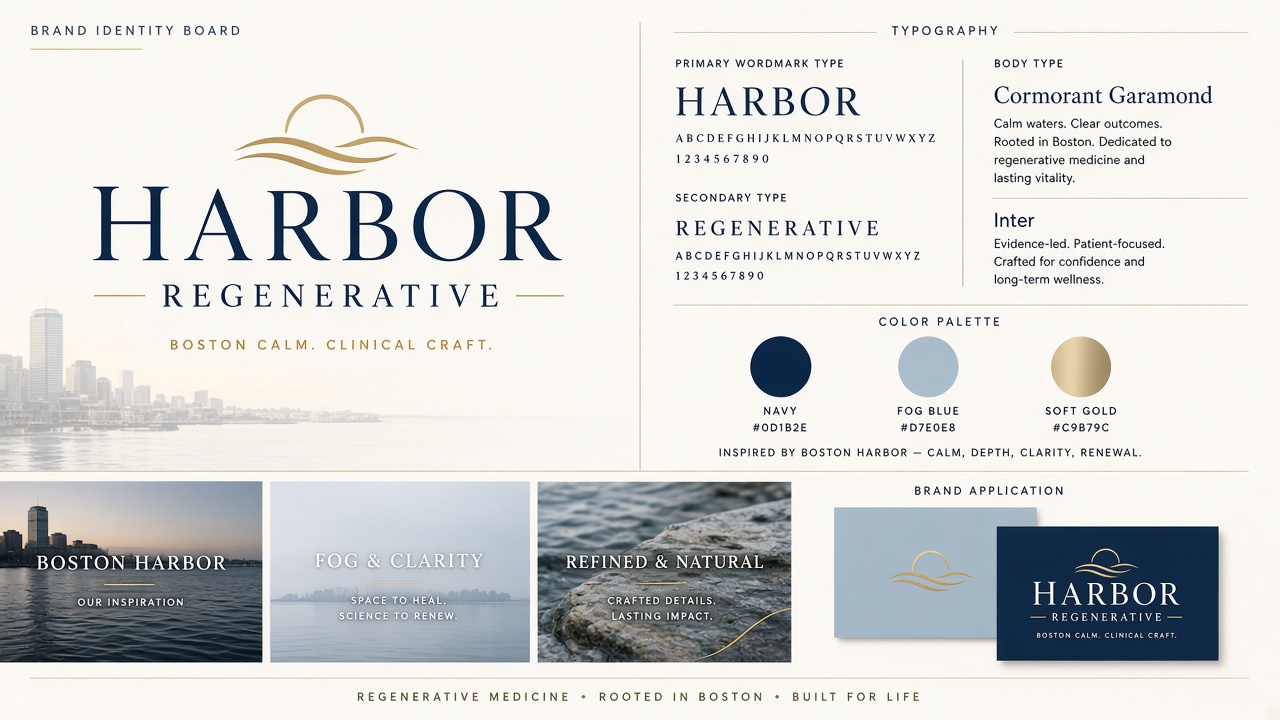 BRAND IDENTITY BOARD
HARBOR
REGENERATIVE
BOSTON CALM. CLINICAL CRAFT.
TYPOGRAPHY
PRIMARY WORDMARK TYPE
HARBOR
ABCDEFGHIJKLMNOPQRSTUVWXYZ
1234567890
SECONDARY TYPE
REGENERATIVE
ABCDEFGHIJKLMNOPQRSTUVWXYZ
1234567890
BODY TYPE
Cormorant Garamond
Calm waters. Clear outcomes.
Rooted in Boston. Dedicated to
regenerative medicine and
lasting vitality.
Inter
Evidence-led. Patient-focused.
Crafted for confidence and
long-term wellness.
COLOR PALETTE
NAVY
#0D1B2E
FOG BLUE
#D7E0E8
SOFT GOLD
#C9B79C
INSPIRED BY BOSTON HARBOR — CALM, DEPTH, CLARITY, RENEWAL.
BOSTON HARBOR
OUR INSPIRATION
FOG & CLARITY
SPACE TO HEAL.
SCIENCE TO RENEW.
REFINED & NATURAL
CRAFTED DETAILS.
LASTING IMPACT.
BRAND APPLICATION
HARBOR
REGENERATIVE
BOSTON CALM. CLINICAL CRAFT.
REGENERATIVE MEDICINE • ROOTED IN BOSTON • BUILT FOR LIFE